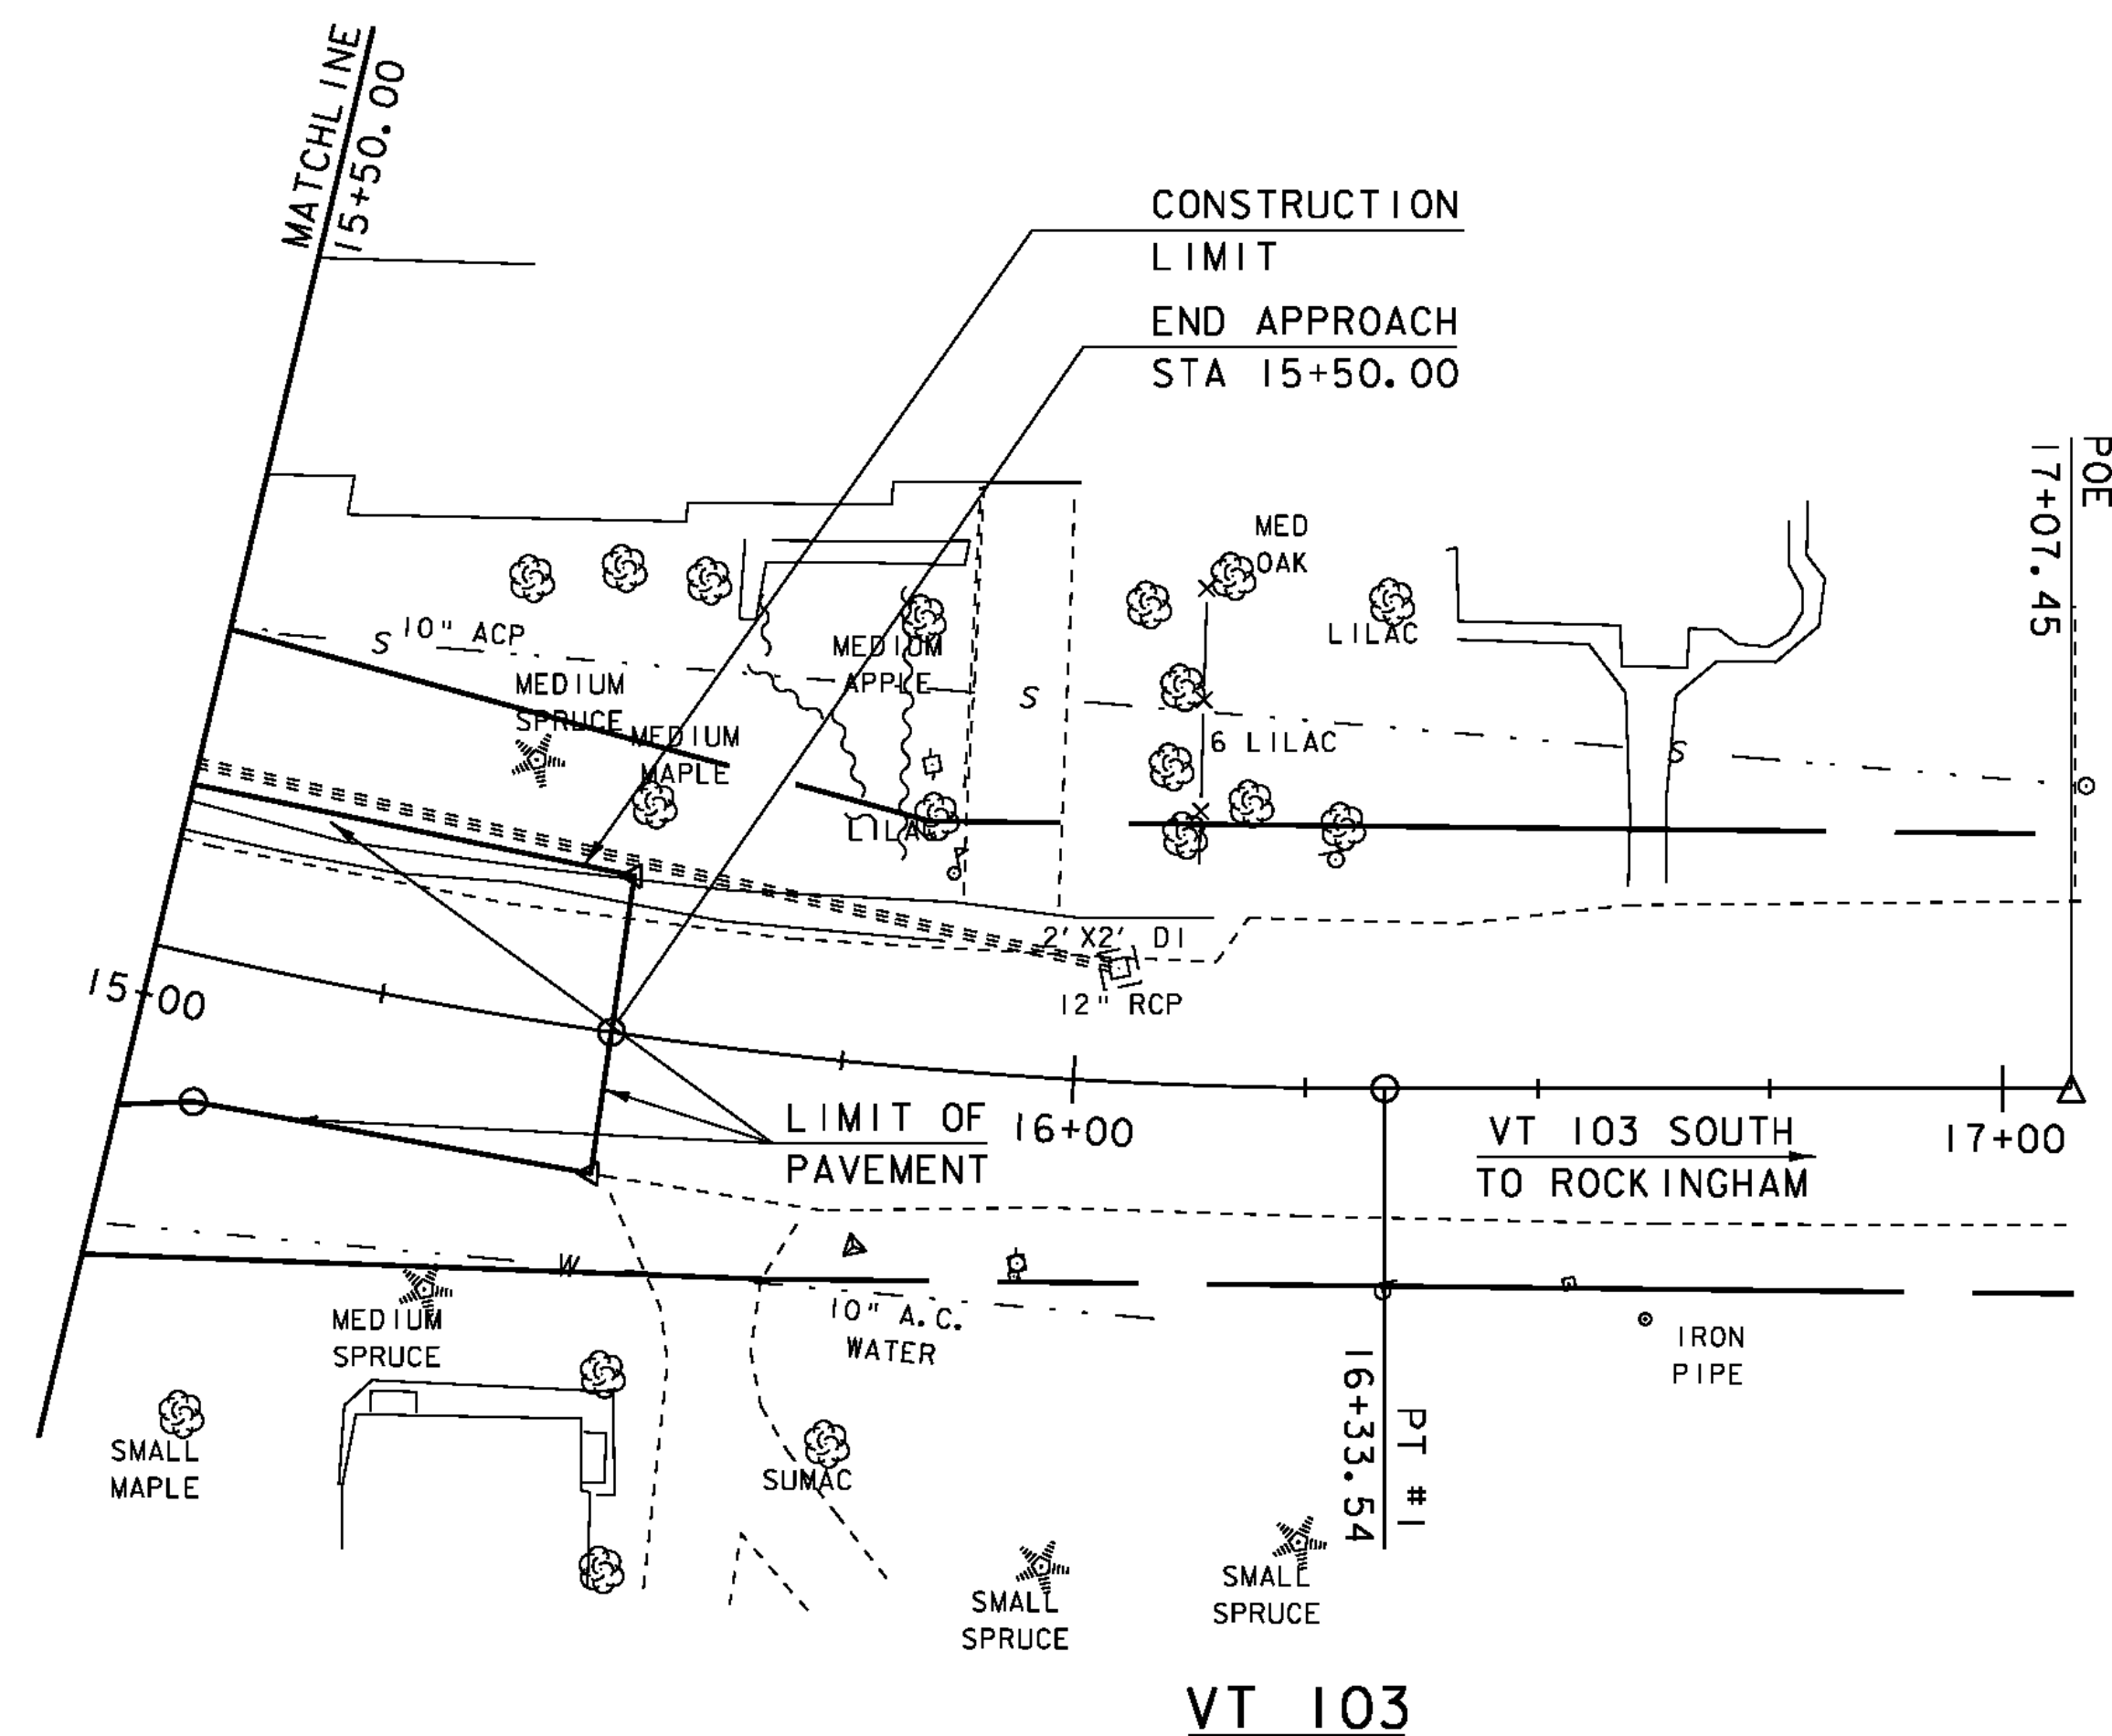 MATCHLINE
15+50.00
CONSTRUCTION
LIMIT
END APPROACH
STA 15+50.00
POE
17+07.45
MED
OAK
LILAC
S
10" ACP
MEDIUM
APPLE
MEDIUM
SPRUCE
S
MEDIUM
MAPLE
6 LILAC
S
LILAC
2'X2' DI
12" RCP
15+00
LIMIT OF
PAVEMENT
16+00
VT 103 SOUTH
TO ROCKINGHAM
17+00
W
MEDIUM
SPRUCE
10" A.C.
WATER
IRON
PIPE
PT #1
16+33.54
SMALL
MAPLE
SUMAC
SMALL
SPRUCE
SMALL
SPRUCE
VT 103